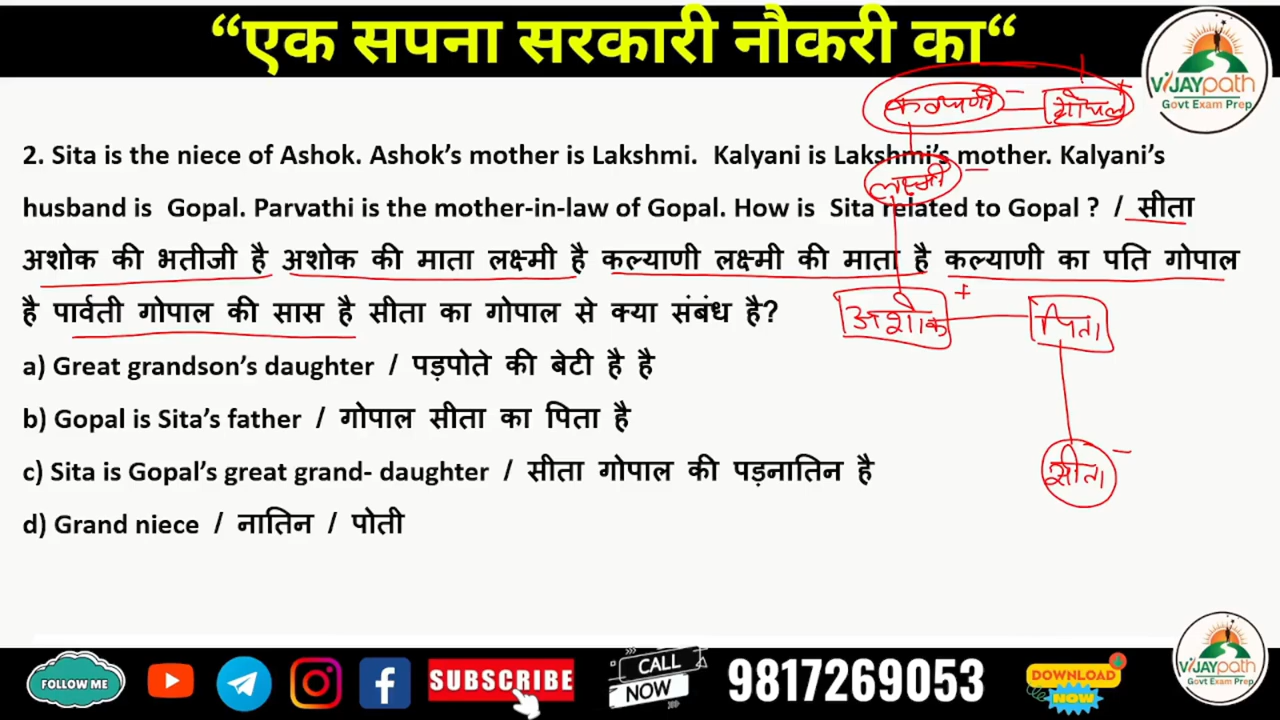 “एक सपना सरकारी नौकरी का“
VIJAYpath
Govt Exam Prep
कल्याणी
गोपाल
2. Sita is the niece of Ashok. Ashok’s mother is Lakshmi. Kalyani is Lakshmi’s mother. Kalyani’s
लक्ष्मी
husband is Gopal. Parvathi is the mother-in-law of Gopal. How is Sita related to Gopal ? / सीता
अशोक की भतीजी है अशोक की माता लक्ष्मी है कल्याणी लक्ष्मी की माता है कल्याणी का पति गोपाल
है पार्वती गोपाल की सास है सीता का गोपाल से क्या संबंध है?
अशोक
पिता
a) Great grandson’s daughter / पड़पोते की बेटी है है
b) Gopal is Sita’s father / गोपाल सीता का पिता है
c) Sita is Gopal’s great grand- daughter / सीता गोपाल की पड़नातिन है
सीता
d) Grand niece / नातिन / पोती
FOLLOW ME
SUBSCRIBE
CALL
NOW
9817269053
DOWNLOAD
NOW
VIJAYpath
Govt Exam Prep